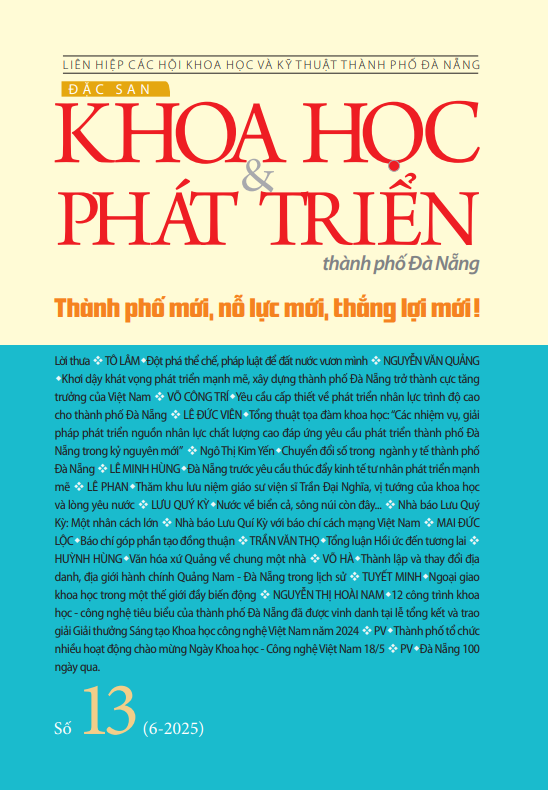 LIÊN HIỆP CÁC HỘI KHOA HỌC VÀ KỸ THUẬT THÀNH PHỐ ĐÀ NẴNG
ĐẶC SAN
KHOA HỌC
&
PHÁT TRIỂN
thành phố Đà Nẵng
Thành phố mới, nỗ lực mới, thắng lợi mới!
Lời thưa ❖ TÔ LÂM ◆ Đột phá thể chế, pháp luật để đất nước vươn mình ❖ NGUYỄN VĂN QUẢNG
◆ Khơi dậy khát vọng phát triển mạnh mẽ, xây dựng thành phố Đà Nẵng trở thành cực tăng
trưởng của Việt Nam ❖ VÕ CÔNG TRÍ ◆ Yêu cầu cấp thiết về phát triển nhân lực trình độ cao
cho thành phố Đà Nẵng ❖ LÊ ĐỨC VIÊN ◆ Tổng thuật tọa đàm khoa học: "Các nhiệm vụ, giải
pháp phát triển nguồn nhân lực chất lượng cao đáp ứng yêu cầu phát triển thành phố Đà
Nẵng trong kỷ nguyên mới" ❖ Ngô Thị Kim Yến ◆ Chuyển đổi số trong ngành y tế thành phố
Đà Nẵng ❖ LÊ MINH HÙNG ◆ Đà Nẵng trước yêu cầu thúc đẩy kinh tế tư nhân phát triển mạnh
mẽ ❖ LÊ PHAN ◆ Thăm khu lưu niệm giáo sư viện sĩ Trần Đại Nghĩa, vị tướng của khoa học
và lòng yêu nước ❖ LƯU QUÝ KỲ ◆ Nước về biển cả, sông núi còn đây... ❖ Nhà báo Lưu Quý
Kỳ: Một nhân cách lớn ❖ Nhà báo Lưu Quí Kỳ với báo chí cách mạng Việt Nam ❖ MAI ĐỨC
LỘC ◆ Báo chí góp phần tạo đồng thuận ❖ TRẦN VĂN THỌ ◆ Tổng luận Hồi ức đến tương lai ❖
HUỲNH HÙNG ◆ Văn hóa xứ Quảng về chung một nhà ❖ VÕ HÀ ◆ Thành lập và thay đổi địa
danh, địa giới hành chính Quảng Nam - Đà Nẵng trong lịch sử ❖ TUYẾT MINH ◆ Ngoại giao
khoa học trong một thế giới đầy biến động ❖ NGUYỄN THỊ HOÀI NAM ◆ 12 công trình khoa
học - công nghệ tiêu biểu của thành phố Đà Nẵng đã được vinh danh tại lễ tổng kết và trao
giải Giải thưởng Sáng tạo Khoa học công nghệ Việt Nam năm 2024 ❖ PV ◆ Thành phố tổ chức
nhiều hoạt động chào mừng Ngày Khoa học - Công nghệ Việt Nam 18/5 ❖ PV ◆ Đà Nẵng 100
ngày qua.
Số 13 (6-2025)